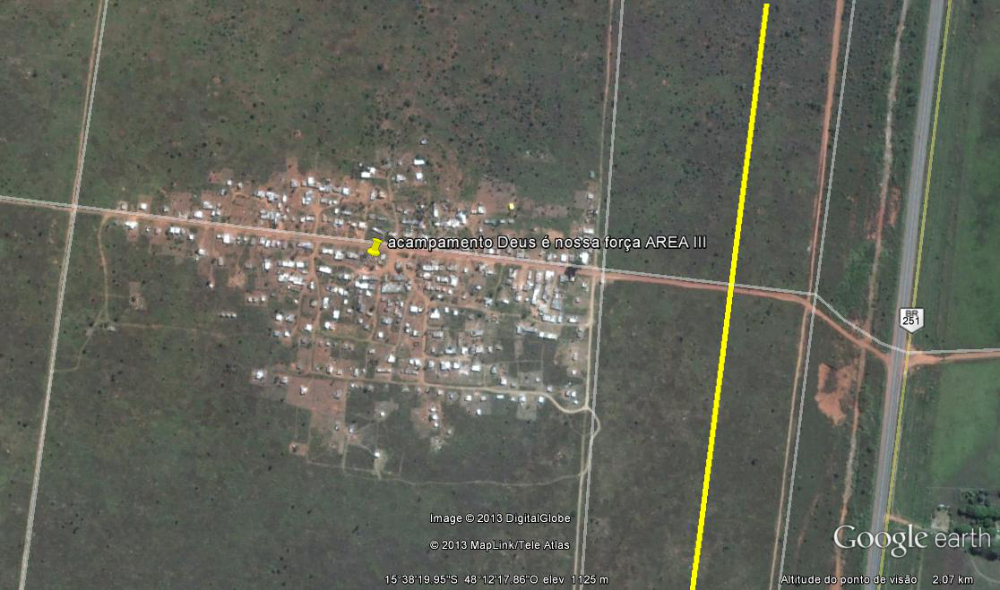 acampamento Deus é nossa força AREA III
BR
251
Image © 2013 DigitalGlobe
© 2013 MapLink/Tele Atlas
Google earth
15°38'19.95"S 48°12'17.86"O elev 1125 m
Altitude do ponto de visão 2.07 km